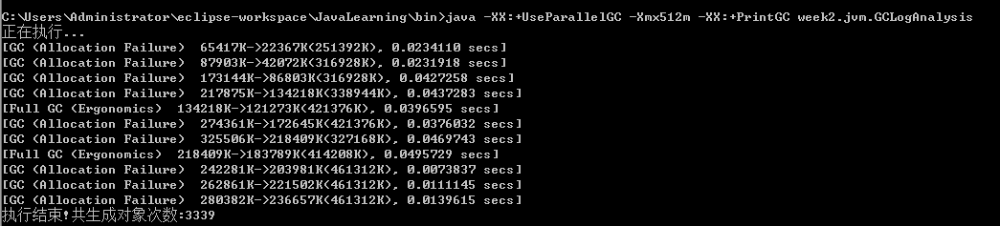 C:\Users\Administrator\eclipse-workspace\JavaLearning\bin>java -XX:+UseParallelGC -Xmx512m -XX:+PrintGC week2.jvm.GCLogAnalysis
正在执行...
[GC (Allocation Failure)  65417K->22367K(251392K), 0.0234110 secs]
[GC (Allocation Failure)  87903K->42072K(316928K), 0.0231918 secs]
[GC (Allocation Failure)  173144K->86803K(316928K), 0.0427258 secs]
[GC (Allocation Failure)  217875K->134218K(338944K), 0.0437283 secs]
[Full GC (Ergonomics)  134218K->121273K(421376K), 0.0396595 secs]
[GC (Allocation Failure)  274361K->172645K(421376K), 0.0376032 secs]
[GC (Allocation Failure)  325506K->218409K(327168K), 0.0469743 secs]
[Full GC (Ergonomics)  218409K->183789K(414208K), 0.0495729 secs]
[GC (Allocation Failure)  242281K->203981K(461312K), 0.0073837 secs]
[GC (Allocation Failure)  262861K->221502K(461312K), 0.0111145 secs]
[GC (Allocation Failure)  280382K->236657K(461312K), 0.0139615 secs]
执行结束!共生成对象次数:3339